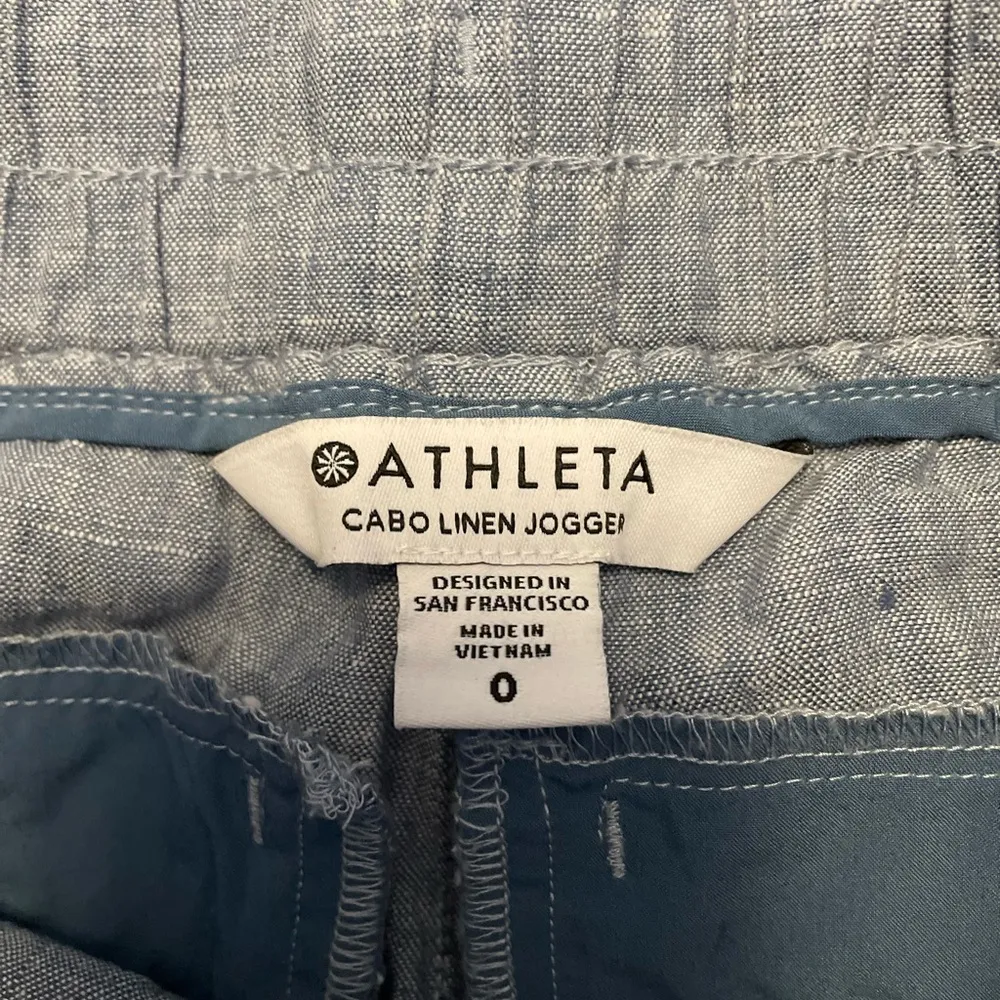 ATHLETA
CABO LINEN JOGGER
DESIGNED IN
SAN FRANCISCO
MADE IN
VIETNAM
0